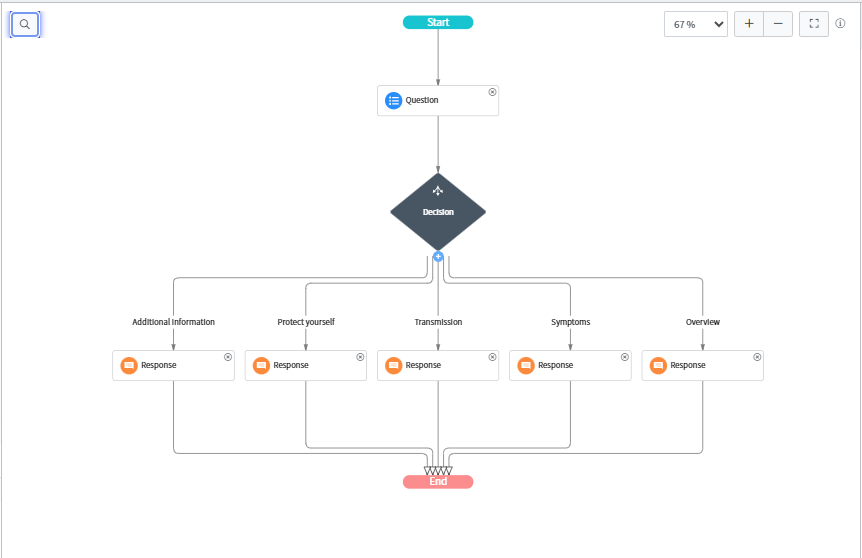 Start
67 %
Question
Decision
Additional Information
Protect yourself
Transmission
Symptoms
Overview
Response
Response
Response
Response
Response
End